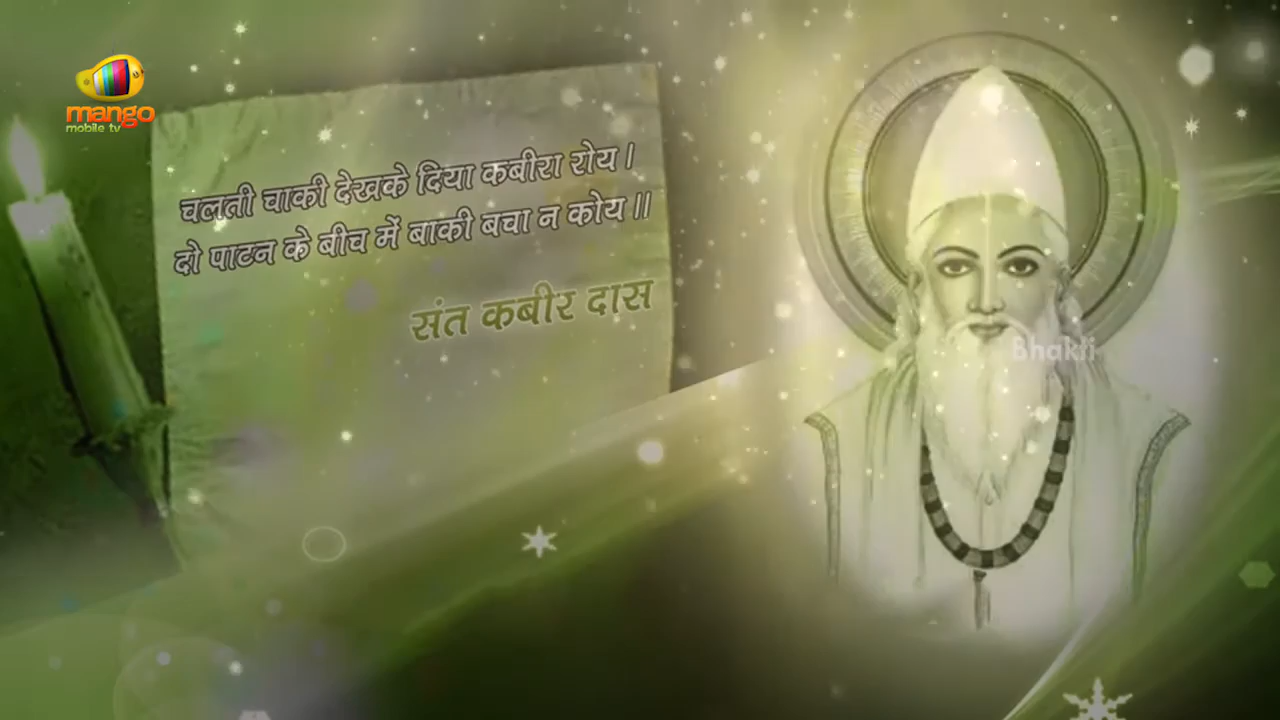 mango
mobile tv
चलती चाकी देखके दिया कबीरा रोय।
दो पाटन के बीच में बाकी बचा न कोय॥
संत कबीर दास
Bhakti